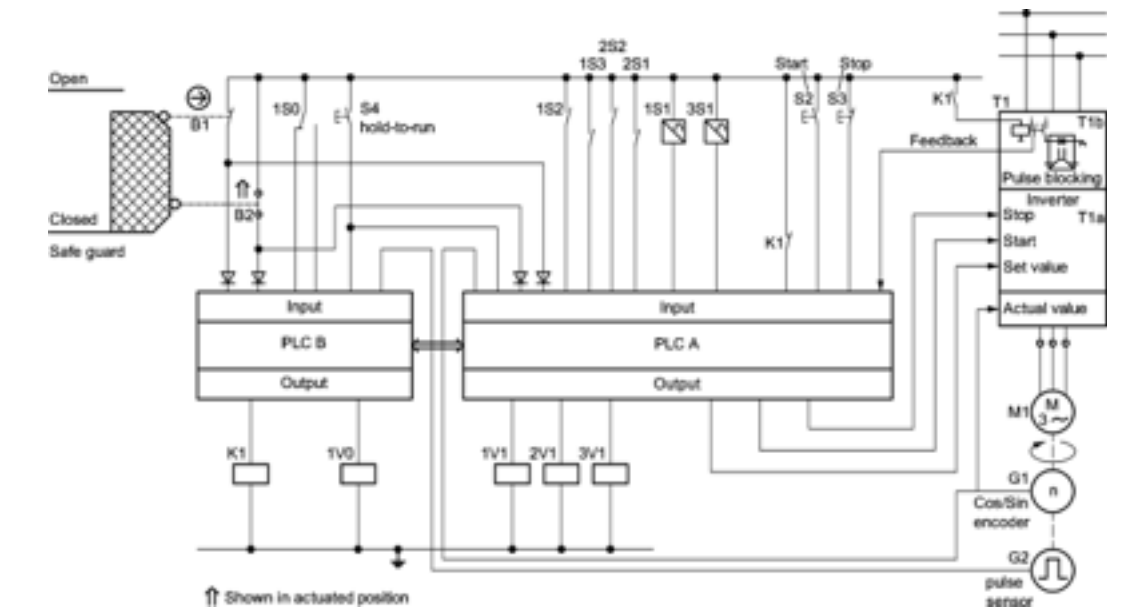 2S2
1S3 2S1
Start Stop
Open
1S0
S4
hold-to-run
1S2
1S1
3S1
S2
S3
K1
T1
T1b
B1
Feedback
Pulse blocking
Inverter
Closed
B2
Stop
T1a
Safe guard
K1
Start
Set value
Input
Input
Actual value
PLC B
PLC A
Output
Output
M1
M
3 ~
K1
1V0
1V1
2V1
3V1
G1
n
Cos/Sin
encoder
G2
pulse
sensor
⇑ Shown in actuated position